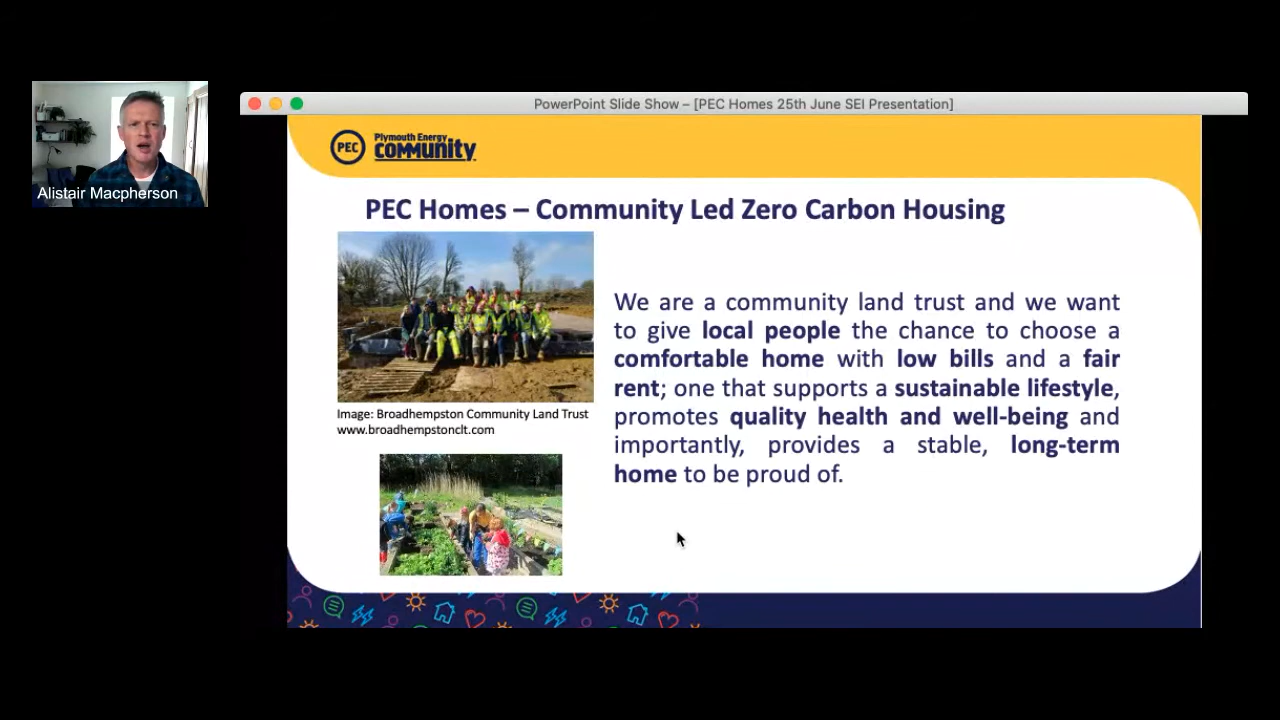 PowerPoint Slide Show – [PEC Homes 25th June SEI Presentation]
Alistair Macpherson
PEC
Plymouth Energy
community
PEC Homes – Community Led Zero Carbon Housing
Image: Broadhempston Community Land Trust
www.broadhempstonclt.com
We are a community land trust and we want
to give local people the chance to choose a
comfortable home with low bills and a fair
rent; one that supports a sustainable lifestyle,
promotes quality health and well-being and
importantly, provides a stable, long-term
home to be proud of.